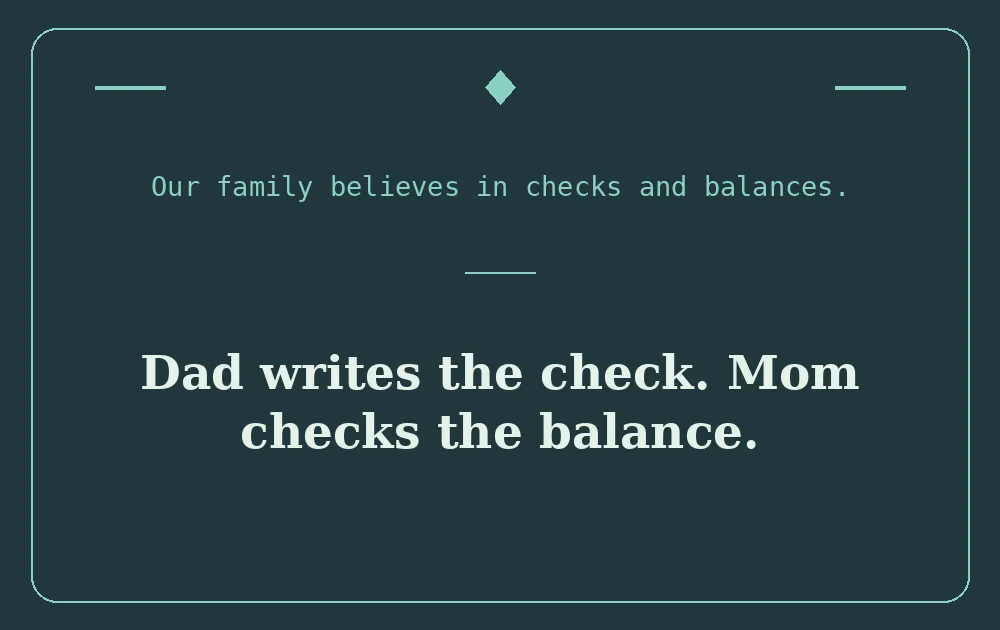 Our family believes in checks and balances.
Dad writes the check. Mom
checks the balance.